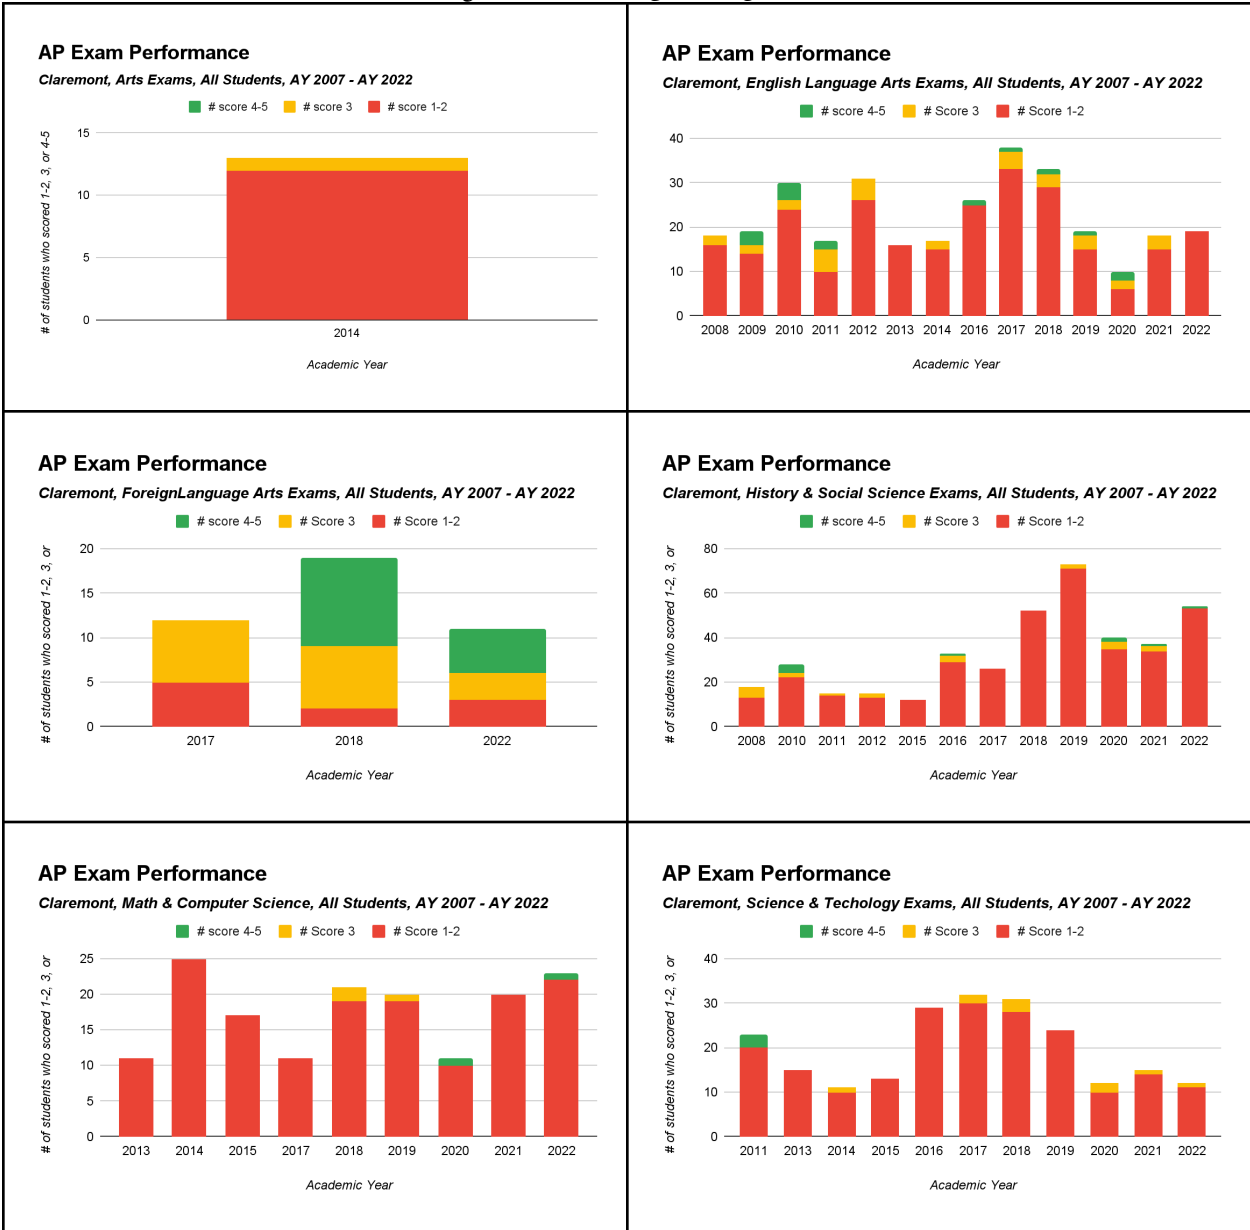 AP Exam Performance
Claremont, Arts Exams, All Students, AY 2007 - AY 2022
# score 4-5 # score 3 # score 1-2
# of students who scored 1-2, 3, or 4-5
15
10
5
0
2014
Academic Year
AP Exam Performance
Claremont, English Language Arts Exams, All Students, AY 2007 - AY 2022
# score 4-5 # Score 3 # Score 1-2
40
30
20
10
0
2008 2009 2010 2011 2012 2013 2014 2016 2017 2018 2019 2020 2021 2022
Academic Year
AP Exam Performance
Claremont, ForeignLanguage Arts Exams, All Students, AY 2007 - AY 2022
# score 4-5 # Score 3 # Score 1-2
# of students who scored 1-2, 3, or
20
15
10
5
0
2017 2018 2022
Academic Year
AP Exam Performance
Claremont, History & Social Science Exams, All Students, AY 2007 - AY 2022
# score 4-5 # Score 3 # Score 1-2
# of students who scored 1-2, 3, or
80
60
40
20
0
2008 2010 2011 2012 2015 2016 2017 2018 2019 2020 2021 2022
Academic Year
AP Exam Performance
Claremont, Math & Computer Science, All Students, AY 2007 - AY 2022
# score 4-5 # Score 3 # Score 1-2
# of students who scored 1-2, 3, or
25
20
15
10
5
0
2013 2014 2015 2017 2018 2019 2020 2021 2022
Academic Year
AP Exam Performance
Claremont, Science & Techology Exams, All Students, AY 2007 - AY 2022
# score 4-5 # Score 3 # Score 1-2
# of students who scored 1-2, 3, or
40
30
20
10
0
2011 2013 2014 2015 2016 2017 2018 2019 2020 2021 2022
Academic Year